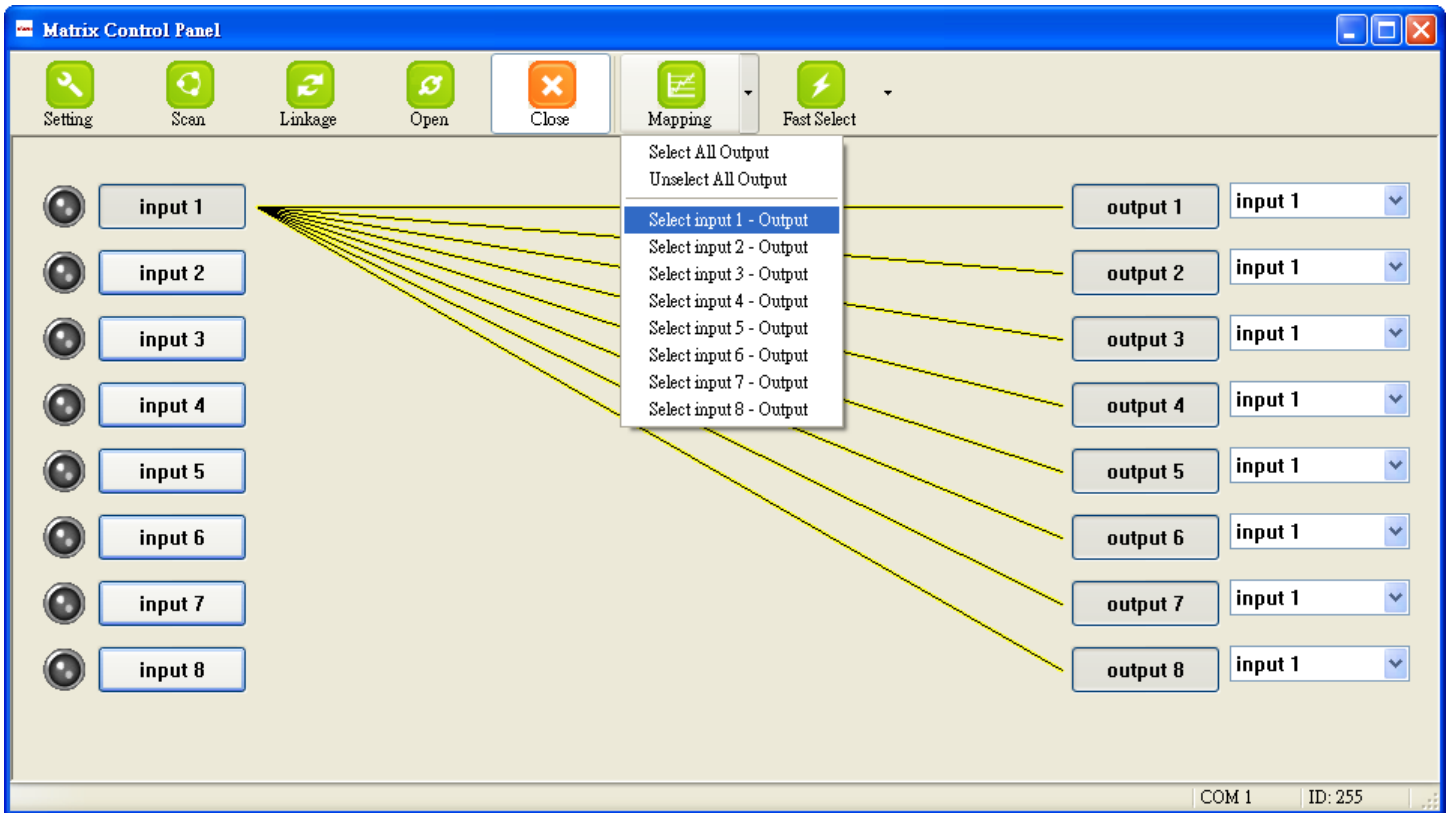 Matrix Control Panel
Setting Scan Linkage Open Close Mapping Fast Select
Select All Output
Unselect All Output
Select input 1 - Output
Select input 2 - Output
Select input 3 - Output
Select input 4 - Output
Select input 5 - Output
Select input 6 - Output
Select input 7 - Output
Select input 8 - Output
input 1 output 1 input 1
input 2 output 2 input 1
input 3 output 3 input 1
input 4 output 4 input 1
input 5 output 5 input 1
input 6 output 6 input 1
input 7 output 7 input 1
input 8 output 8 input 1
COM 1 ID: 255